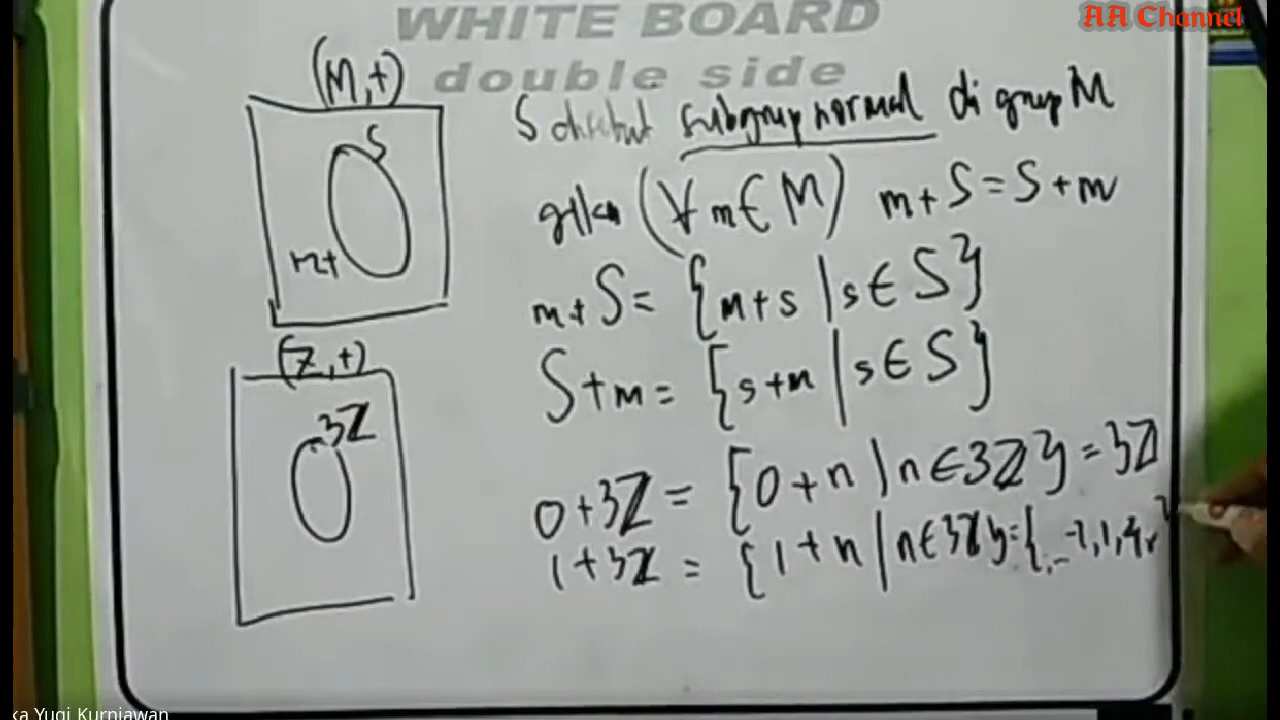 WHITE BOARD
double side
AA Channel
(M,+)
S
m+
S disebut subgrup normal di grup M
jika (∀m∈M) m+S=S+m
m+S= {m+s | s∈S}
S+m= {s+m | s∈S}
(Z,+)
3Z
0+3Z = {0+n | n∈3Z} = 3Z
1+3Z = {1+n | n∈3Z}={..,-2,1,4,..}
ka Yugi Kurniawan